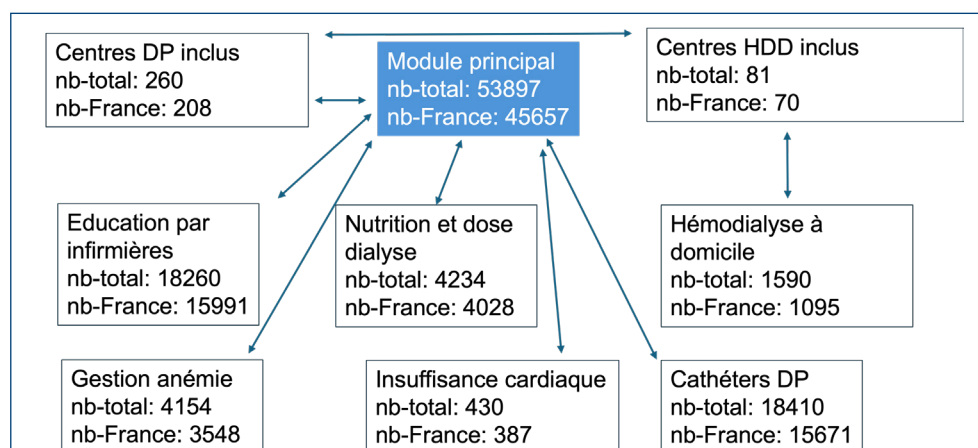 Centres DP inclus
nb-total: 260
nb-France: 208
Module principal
nb-total: 53897
nb-France: 45657
Centres HDD inclus
nb-total: 81
nb-France: 70
Education par
infirmières
nb-total: 18260
nb-France: 15991
Nutrition et dose
dialyse
nb-total: 4234
nb-France: 4028
Hémodialyse à
domicile
nb-total: 1590
nb-France: 1095
Gestion anémie
nb-total: 4154
nb-France: 3548
Insuffisance cardiaque
nb-total: 430
nb-France: 387
Cathéters DP
nb-total: 18410
nb-France: 15671